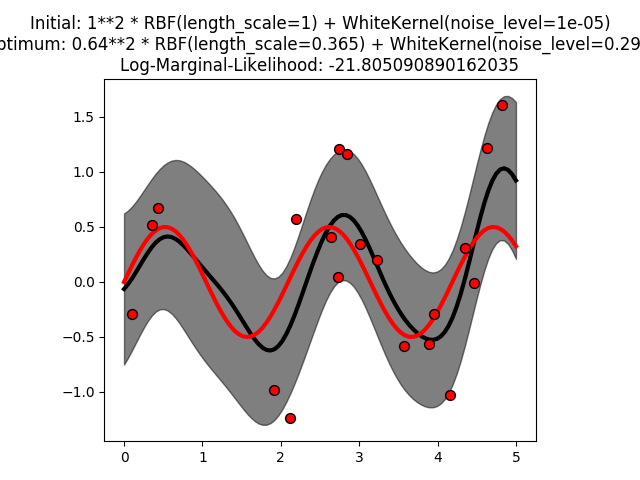 Initial: 1**2 * RBF(length_scale=1) + WhiteKernel(noise_level=1e-05)
ptimum: 0.64**2 * RBF(length_scale=0.365) + WhiteKernel(noise_level=0.29
Log-Marginal-Likelihood: -21.805090890162035
1.5
1.0
0.5
0.0
−0.5
−1.0
0 1 2 3 4 5